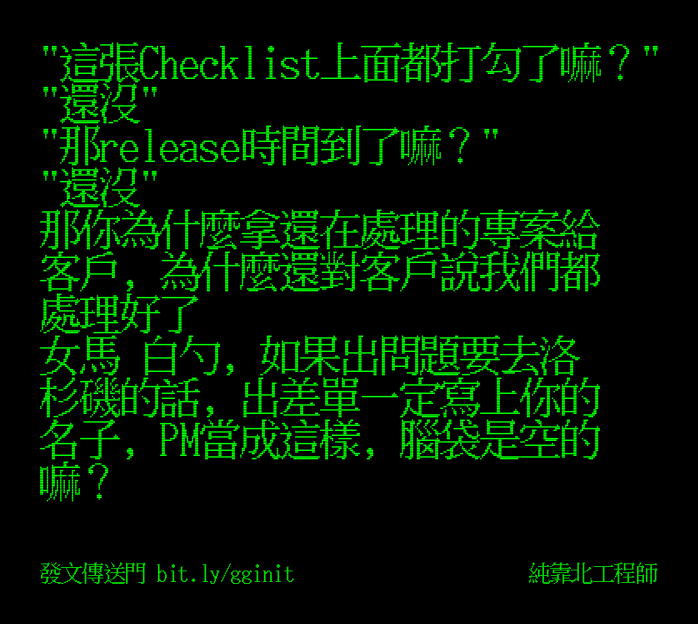 "這張Checklist上面都打勾了嘛？"
"還沒"
"那release時間到了嘛？"
"還沒"
那你為什麼拿還在處理的專案給
客戶, 為什麼還對客戶說我們都
處理好了
女馬 白勺, 如果出問題要去洛
杉磯的話, 出差單一定寫上你的
名子, PM當成這樣, 腦袋是空的
嘛？
發文傳送門 bit.ly/gginit
純靠北工程師